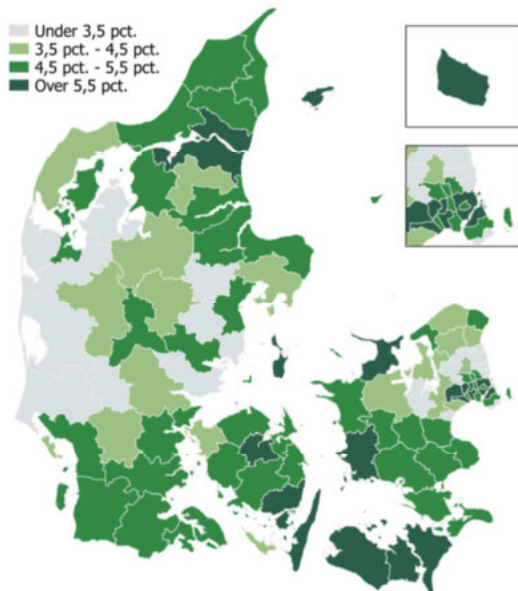 Under 3,5 pct.
3,5 pct. - 4,5 pct.
4,5 pct. - 5,5 pct.
Over 5,5 pct.